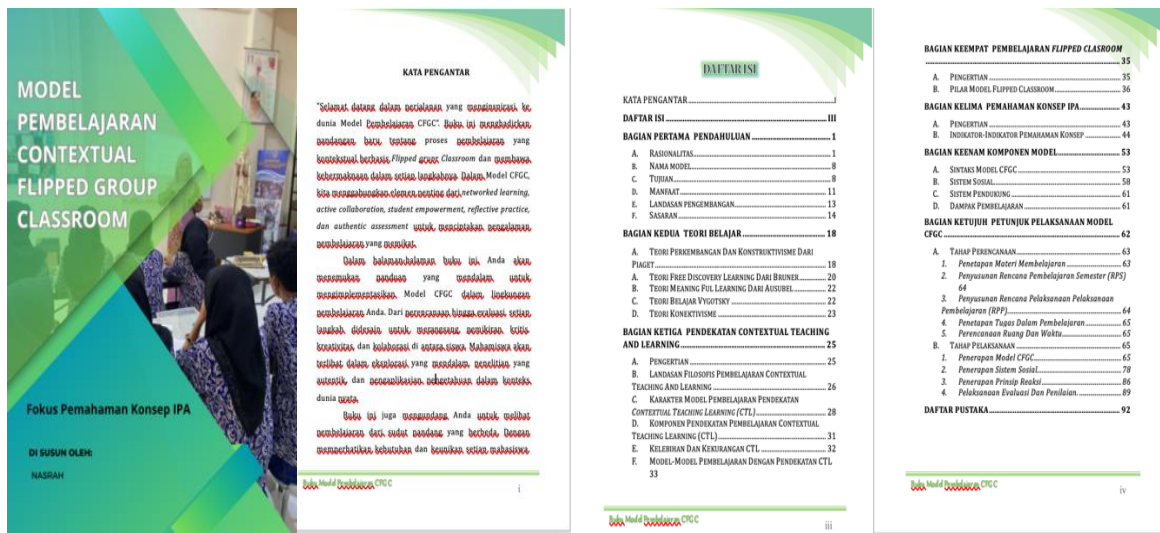 MODEL
PEMBELAJARAN
CONTEXTUAL
FLIPPED GROUP
CLASSROOM
Fokus Pemahaman Konsep IPA
DI SUSUN OLEH:
NASRAH
KATA PENGANTAR
"Selamat datang dalam perjalanan yang menginspirasi ke
dunia Model Pembelajaran CFGC". Buku ini menghadirkan
pandangan baru tentang proses pembelajaran yang
kontekstual berbasis Flipped grup Classroom dan membawa
kebermaknaan dalam setiap langkahnya. Dalam Model CFGC,
kita menggabungkan elemen penting dari networked learning,
active collaboration, student empowerment, reflective practice,
dan authentic assessment untuk menciptakan pengalaman
pembelajaran yang memikat.
Dalam halaman-halaman buku ini, Anda akan
menemukan panduan yang mendalam untuk
mengimplementasikan Model CFGC dalam lingkungan
pembelajaran Anda. Dari perencanaan hingga evaluasi, setiap
langkah didesain untuk merangsang pemikiran kritis,
kreativitas, dan kolaborasi di antara siswa. Mahasiswa akan
terlibat dalam eksplorasi yang mendalam, penelitian yang
autentik, dan pengaplikasian pengetahuan dalam konteks
dunia nyata.
Buku ini juga mengundang Anda untuk melibat
pembelajaran dari sudut pandang yang berbeda. Dengan
memperhatikan kebutuhan dan keunikan setiap mahasiswa,
Buku Model Pembelajaran CFGC
i
DAFTAR ISI
KATA PENGANTAR......I
DAFTAR ISI......III
BAGIAN PERTAMA PENDAHULUAN......1
A. RASIONALITAS......1
B. NAMA MODEL......8
C. TUJUAN......8
D. MANFAAT......11
E. LANDASAN PENGEMBANGAN......13
F. SASARAN......14
BAGIAN KEDUA TEORI BELAJAR......18
A. TEORI PERKEMBANGAN DAN KONSTRUKTIVISME DARI
PIAGET......18
A. TEORI FREE DISCOVERY LEARNING DARI BRUNER......20
B. TEORI MEANING FUL LEARNING DARI AUSUBEL......22
C. TEORI BELAJAR VYGOTSKY......22
D. TEORI KONEKTIVISME......23
BAGIAN KETIGA PENDEKATAN CONTEXTUAL TEACHING
AND LEARNING......25
A. PENGERTIAN......25
B. LANDASAN FILOSOFIS PEMBELAJARAN CONTEXTUAL
TEACHING AND LEARNING......26
C. KARAKTER MODEL PEMBELAJARAN PENDEKATAN
CONTEXTUAL TEACHING LEARNING (CTL)......28
D. KOMPONEN PENDEKATAN PEMBELAJARAN CONTEXTUAL
TEACHING LEARNING (CTL)......31
E. KELEBIHAN DAN KEKURANGAN CTL......32
F. MODEL-MODEL PEMBELAJARAN DENGAN PENDEKATAN CTL
33
Buku Model Pembelajaran CFGC
iii
BAGIAN KEEMPAT PEMBELAJARAN FLIPPED CLASROOM
......35
A. PENGERTIAN......35
B. PILAR MODEL FLIPPED CLASSROOM......36
BAGIAN KELIMA PEMAHAMAN KONSEP IPA......43
A. PENGERTIAN......43
B. INDIKATOR-INDIKATOR PEMAHAMAN KONSEP......44
BAGIAN KEENAM KOMPONEN MODEL......53
A. SINTAKS MODEL CFGC......53
B. SISTEM SOSIAL......58
C. SISTEM PENDUKUNG......61
D. DAMPAK PEMBELAJARAN......61
BAGIAN KETUJUH PETUNJUK PELAKSANAAN MODEL
CFGC......62
A. TAHAP PERENCANAAN......63
1. Penetapan Materi Membelajaran......63
2. Penyusunan Rencana Pembelajaran Semester (RPS)
64
3. Penyusunan Rencana Pelaksanaan Pelaksanaan
Pembelajaran (RPP)......64
4. Penetapan Tugas Dalam Pembelajaran......65
5. Perencanaan Ruang Dan Waktu......65
B. TAHAP PELAKSANAAN......65
1. Penerapan Model CFGC......65
2. Penerapan Sistem Sosial......78
3. Penerapan Prinsip Reaksi......86
4. Pelaksanaan Evaluasi Dan Penilaian......89
DAFTAR PUSTAKA......92
Buku Model Pembelajaran CFGC
iv